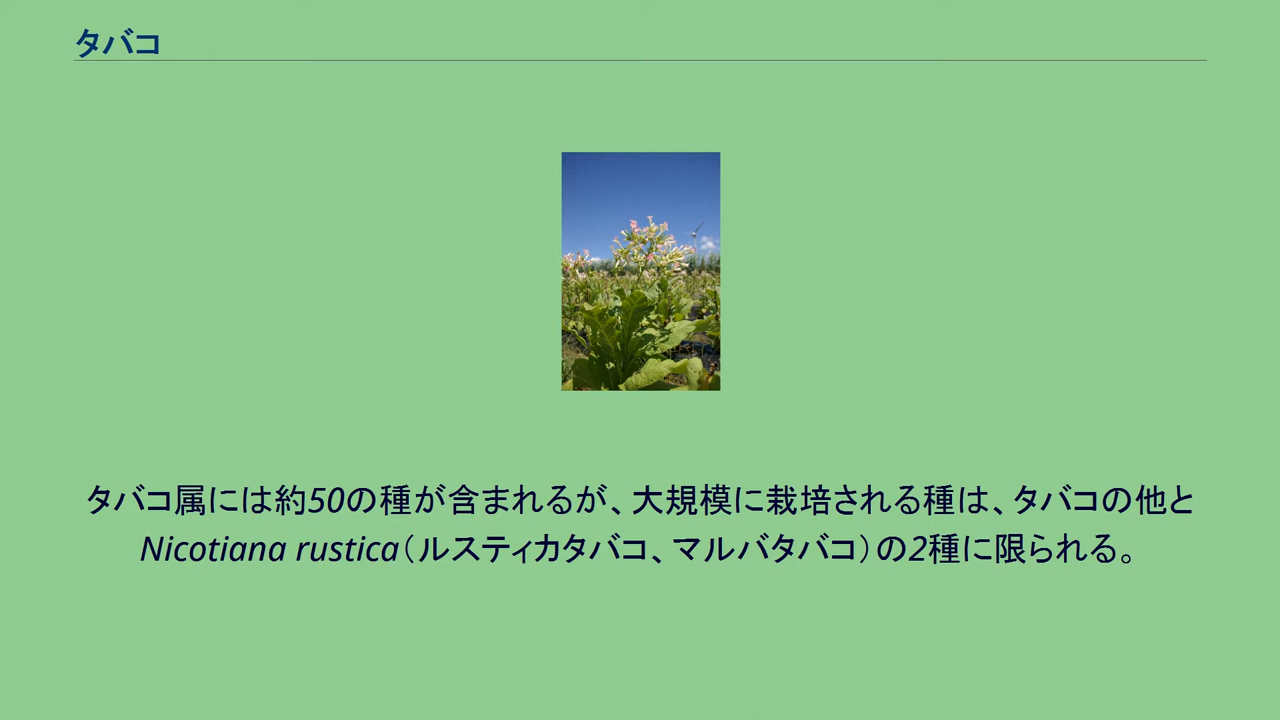 タバコ
タバコ属には約50の種が含まれるが、大規模に栽培される種は、タバコの他と
Nicotiana rustica（ルスティカタバコ、マルバタバコ）の2種に限られる。